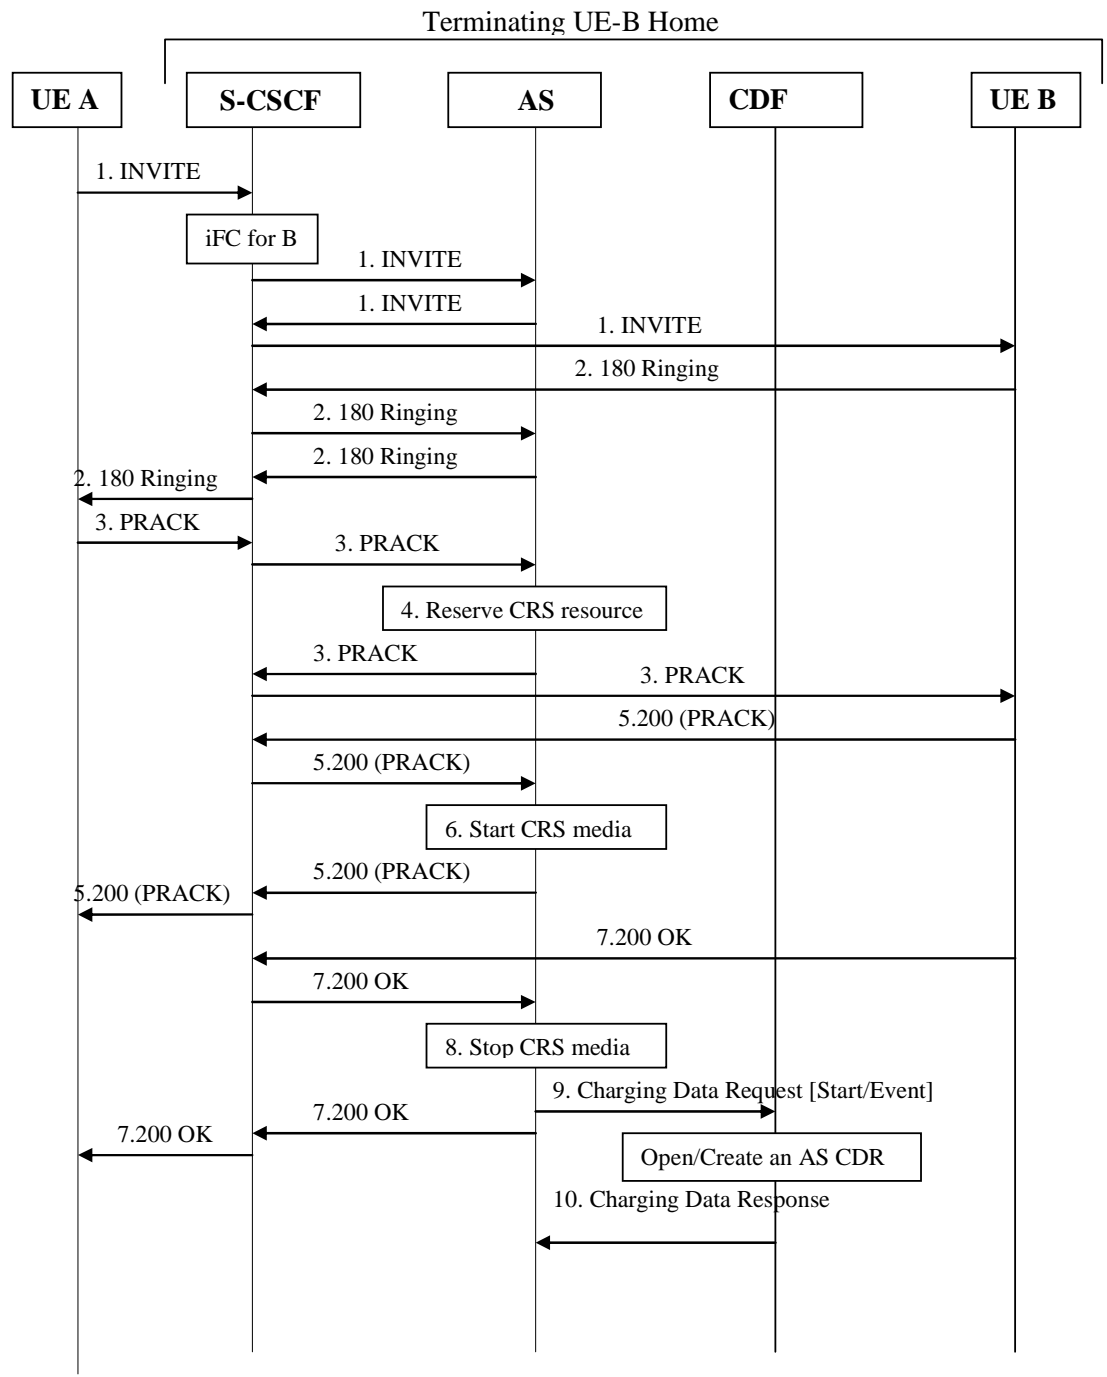 Terminating UE-B Home
UE A
S-CSCF
AS
CDF
UE B
1. INVITE
iFC for B
1. INVITE
1. INVITE
1. INVITE
2. 180 Ringing
2. 180 Ringing
2. 180 Ringing
2. 180 Ringing
3. PRACK
3. PRACK
4. Reserve CRS resource
3. PRACK
3. PRACK
5.200 (PRACK)
5.200 (PRACK)
6. Start CRS media
5.200 (PRACK)
5.200 (PRACK)
7.200 OK
7.200 OK
8. Stop CRS media
9. Charging Data Request [Start/Event]
7.200 OK
7.200 OK
Open/Create an AS CDR
10. Charging Data Response